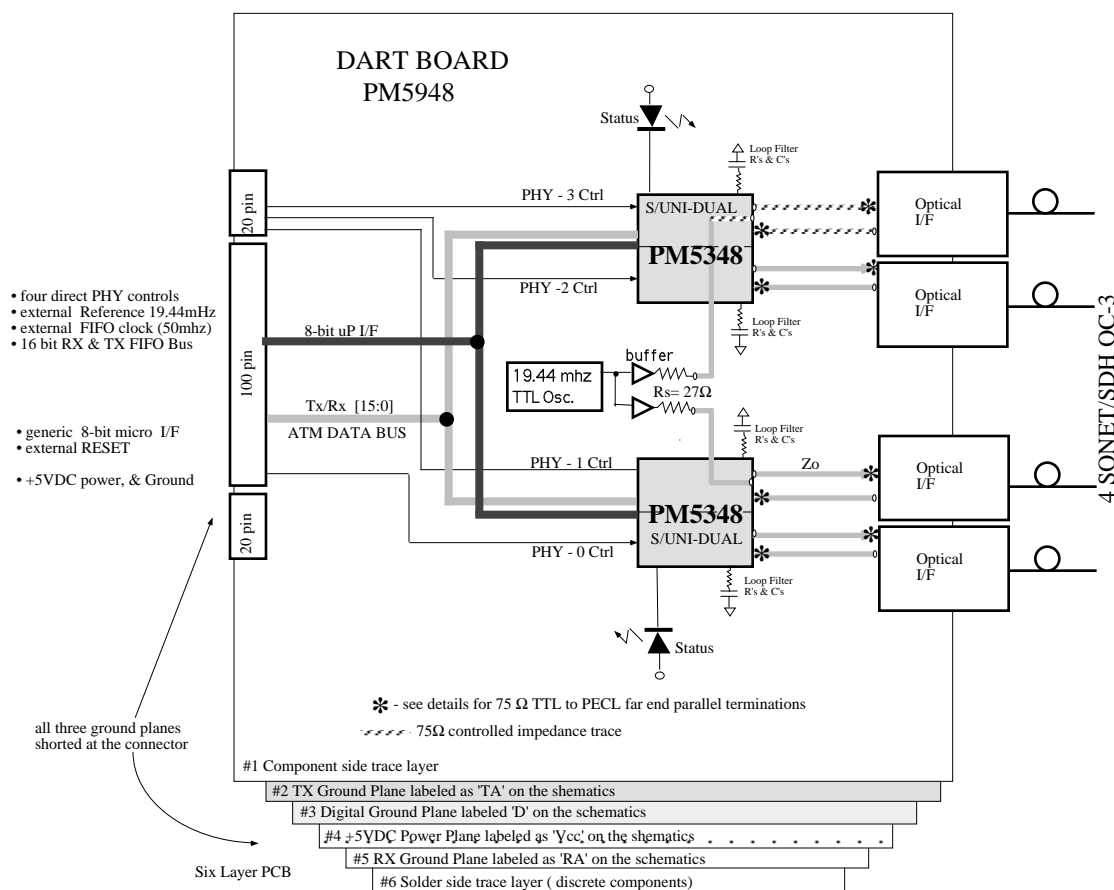 DART BOARD
PM5948
Status
Loop Filter
R's & C's
20 pin
PHY - 3 Ctrl
S/UNI-DUAL
PM5348
PHY -2 Ctrl
Optical
I/F
Optical
I/F
Loop Filter
R's & C's
• four direct PHY controls
• external Reference 19.44mHz
• external FIFO clock (50mhz)
• 16 bit RX & TX FIFO Bus
100 pin
8-bit uP I/F
buffer
19.44 mhz
TTL Osc.
Rs= 27Ω
Tx/Rx [15:0]
ATM DATA BUS
• generic 8-bit micro I/F
• external RESET
• +5VDC power, & Ground
Loop Filter
R's & C's
PHY - 1 Ctrl
Zo
PM5348
S/UNI-DUAL
PHY - 0 Ctrl
20 pin
Optical
I/F
Optical
I/F
4 SONET/SDH OC-3
Loop Filter
R's & C's
Status
✱ - see details for 75 Ω TTL to PECL far end parallel terminations
75Ω controlled impedance trace
all three ground planes
shorted at the connector
#1 Component side trace layer
#2 TX Ground Plane labeled as 'TA' on the shematics
#3 Digital Ground Plane labeled 'D' on the schematics
#4 +5VDC Power Plane labeled as 'Vcc' on the shematics
#5 RX Ground Plane labeled as 'RA' on the schematics
Six Layer PCB
#6 Solder side trace layer ( discrete components)